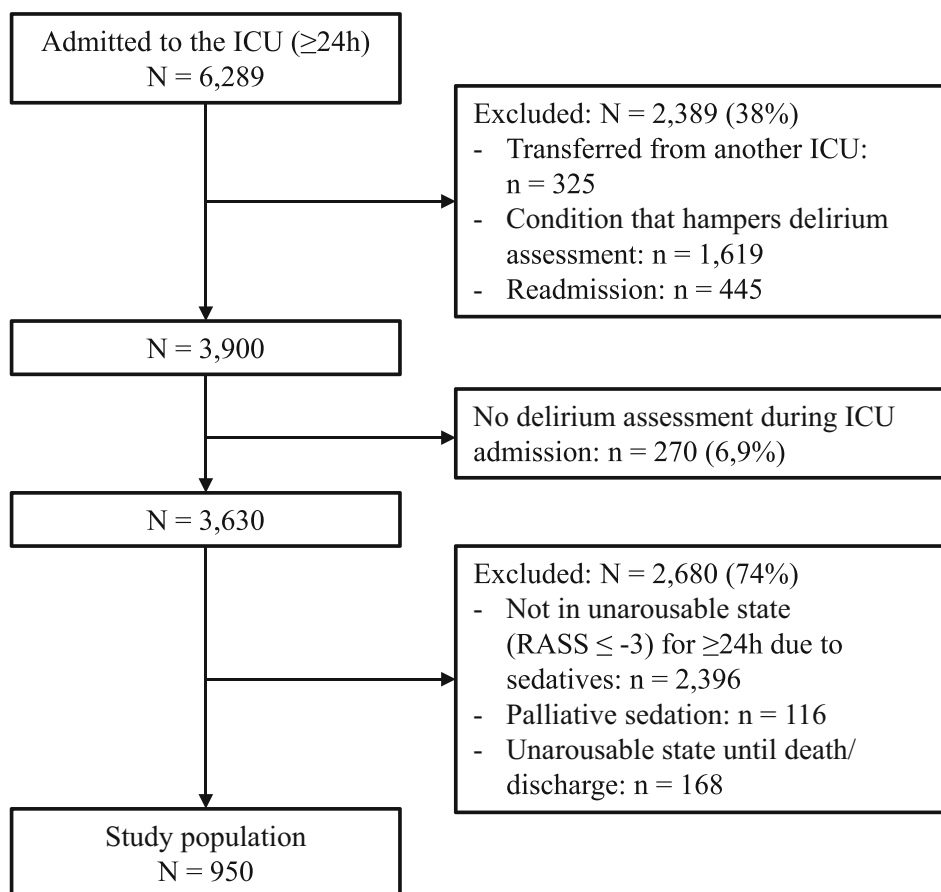 Admitted to the ICU (≥24h)
N = 6,289
Excluded: N = 2,389 (38%)
- Transferred from another ICU:
n = 325
- Condition that hampers delirium
assessment: n = 1,619
- Readmission: n = 445
N = 3,900
No delirium assessment during ICU
admission: n = 270 (6,9%)
N = 3,630
Excluded: N = 2,680 (74%)
- Not in unarousable state
(RASS ≤ -3) for ≥24h due to
sedatives: n = 2,396
- Palliative sedation: n = 116
- Unarousable state until death/
discharge: n = 168
Study population
N = 950